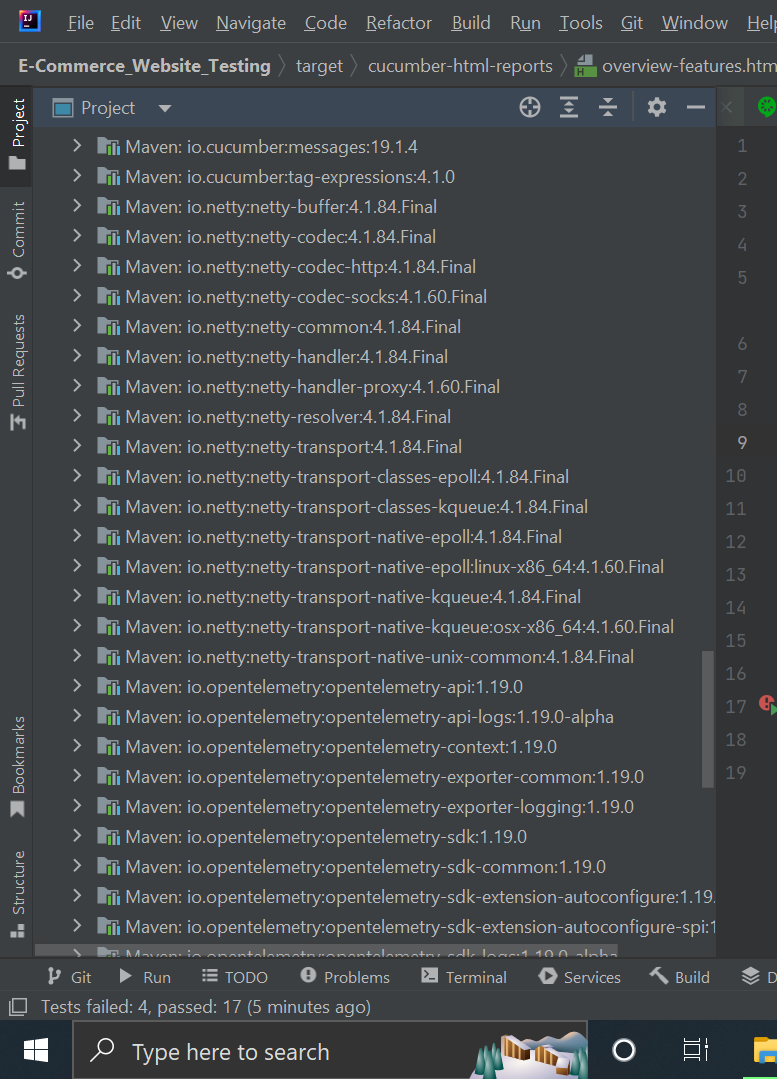 IJ
File Edit View Navigate Code Refactor Build Run Tools Git Window Help
E-Commerce_Website_Testing target cucumber-html-reports H overview-features.htm
Project
Project
Commit
Pull Requests
Bookmarks
Structure
Maven: io.cucumber:messages:19.1.4
Maven: io.cucumber:tag-expressions:4.1.0
Maven: io.netty:netty-buffer:4.1.84.Final
Maven: io.netty:netty-codec:4.1.84.Final
Maven: io.netty:netty-codec-http:4.1.84.Final
Maven: io.netty:netty-codec-socks:4.1.60.Final
Maven: io.netty:netty-common:4.1.84.Final
Maven: io.netty:netty-handler:4.1.84.Final
Maven: io.netty:netty-handler-proxy:4.1.60.Final
Maven: io.netty:netty-resolver:4.1.84.Final
Maven: io.netty:netty-transport:4.1.84.Final
Maven: io.netty:netty-transport-classes-epoll:4.1.84.Final
Maven: io.netty:netty-transport-classes-kqueue:4.1.84.Final
Maven: io.netty:netty-transport-native-epoll:4.1.84.Final
Maven: io.netty:netty-transport-native-epoll:linux-x86_64:4.1.60.Final
Maven: io.netty:netty-transport-native-kqueue:4.1.84.Final
Maven: io.netty:netty-transport-native-kqueue:osx-x86_64:4.1.60.Final
Maven: io.netty:netty-transport-native-unix-common:4.1.84.Final
Maven: io.opentelemetry:opentelemetry-api:1.19.0
Maven: io.opentelemetry:opentelemetry-api-logs:1.19.0-alpha
Maven: io.opentelemetry:opentelemetry-context:1.19.0
Maven: io.opentelemetry:opentelemetry-exporter-common:1.19.0
Maven: io.opentelemetry:opentelemetry-exporter-logging:1.19.0
Maven: io.opentelemetry:opentelemetry-sdk:1.19.0
Maven: io.opentelemetry:opentelemetry-sdk-common:1.19.0
Maven: io.opentelemetry:opentelemetry-sdk-extension-autoconfigure:1.19.
Maven: io.opentelemetry:opentelemetry-sdk-extension-autoconfigure-spi:1
Maven: io.opentelemetry:opentelemetry-sdk-logs:1.19.0-alpha
1
2
3
4
5
6
7
8
9
10
11
12
13
14
15
16
17
18
19
Git Run TODO Problems Terminal Services Build D
Tests failed: 4, passed: 17 (5 minutes ago)
Type here to search